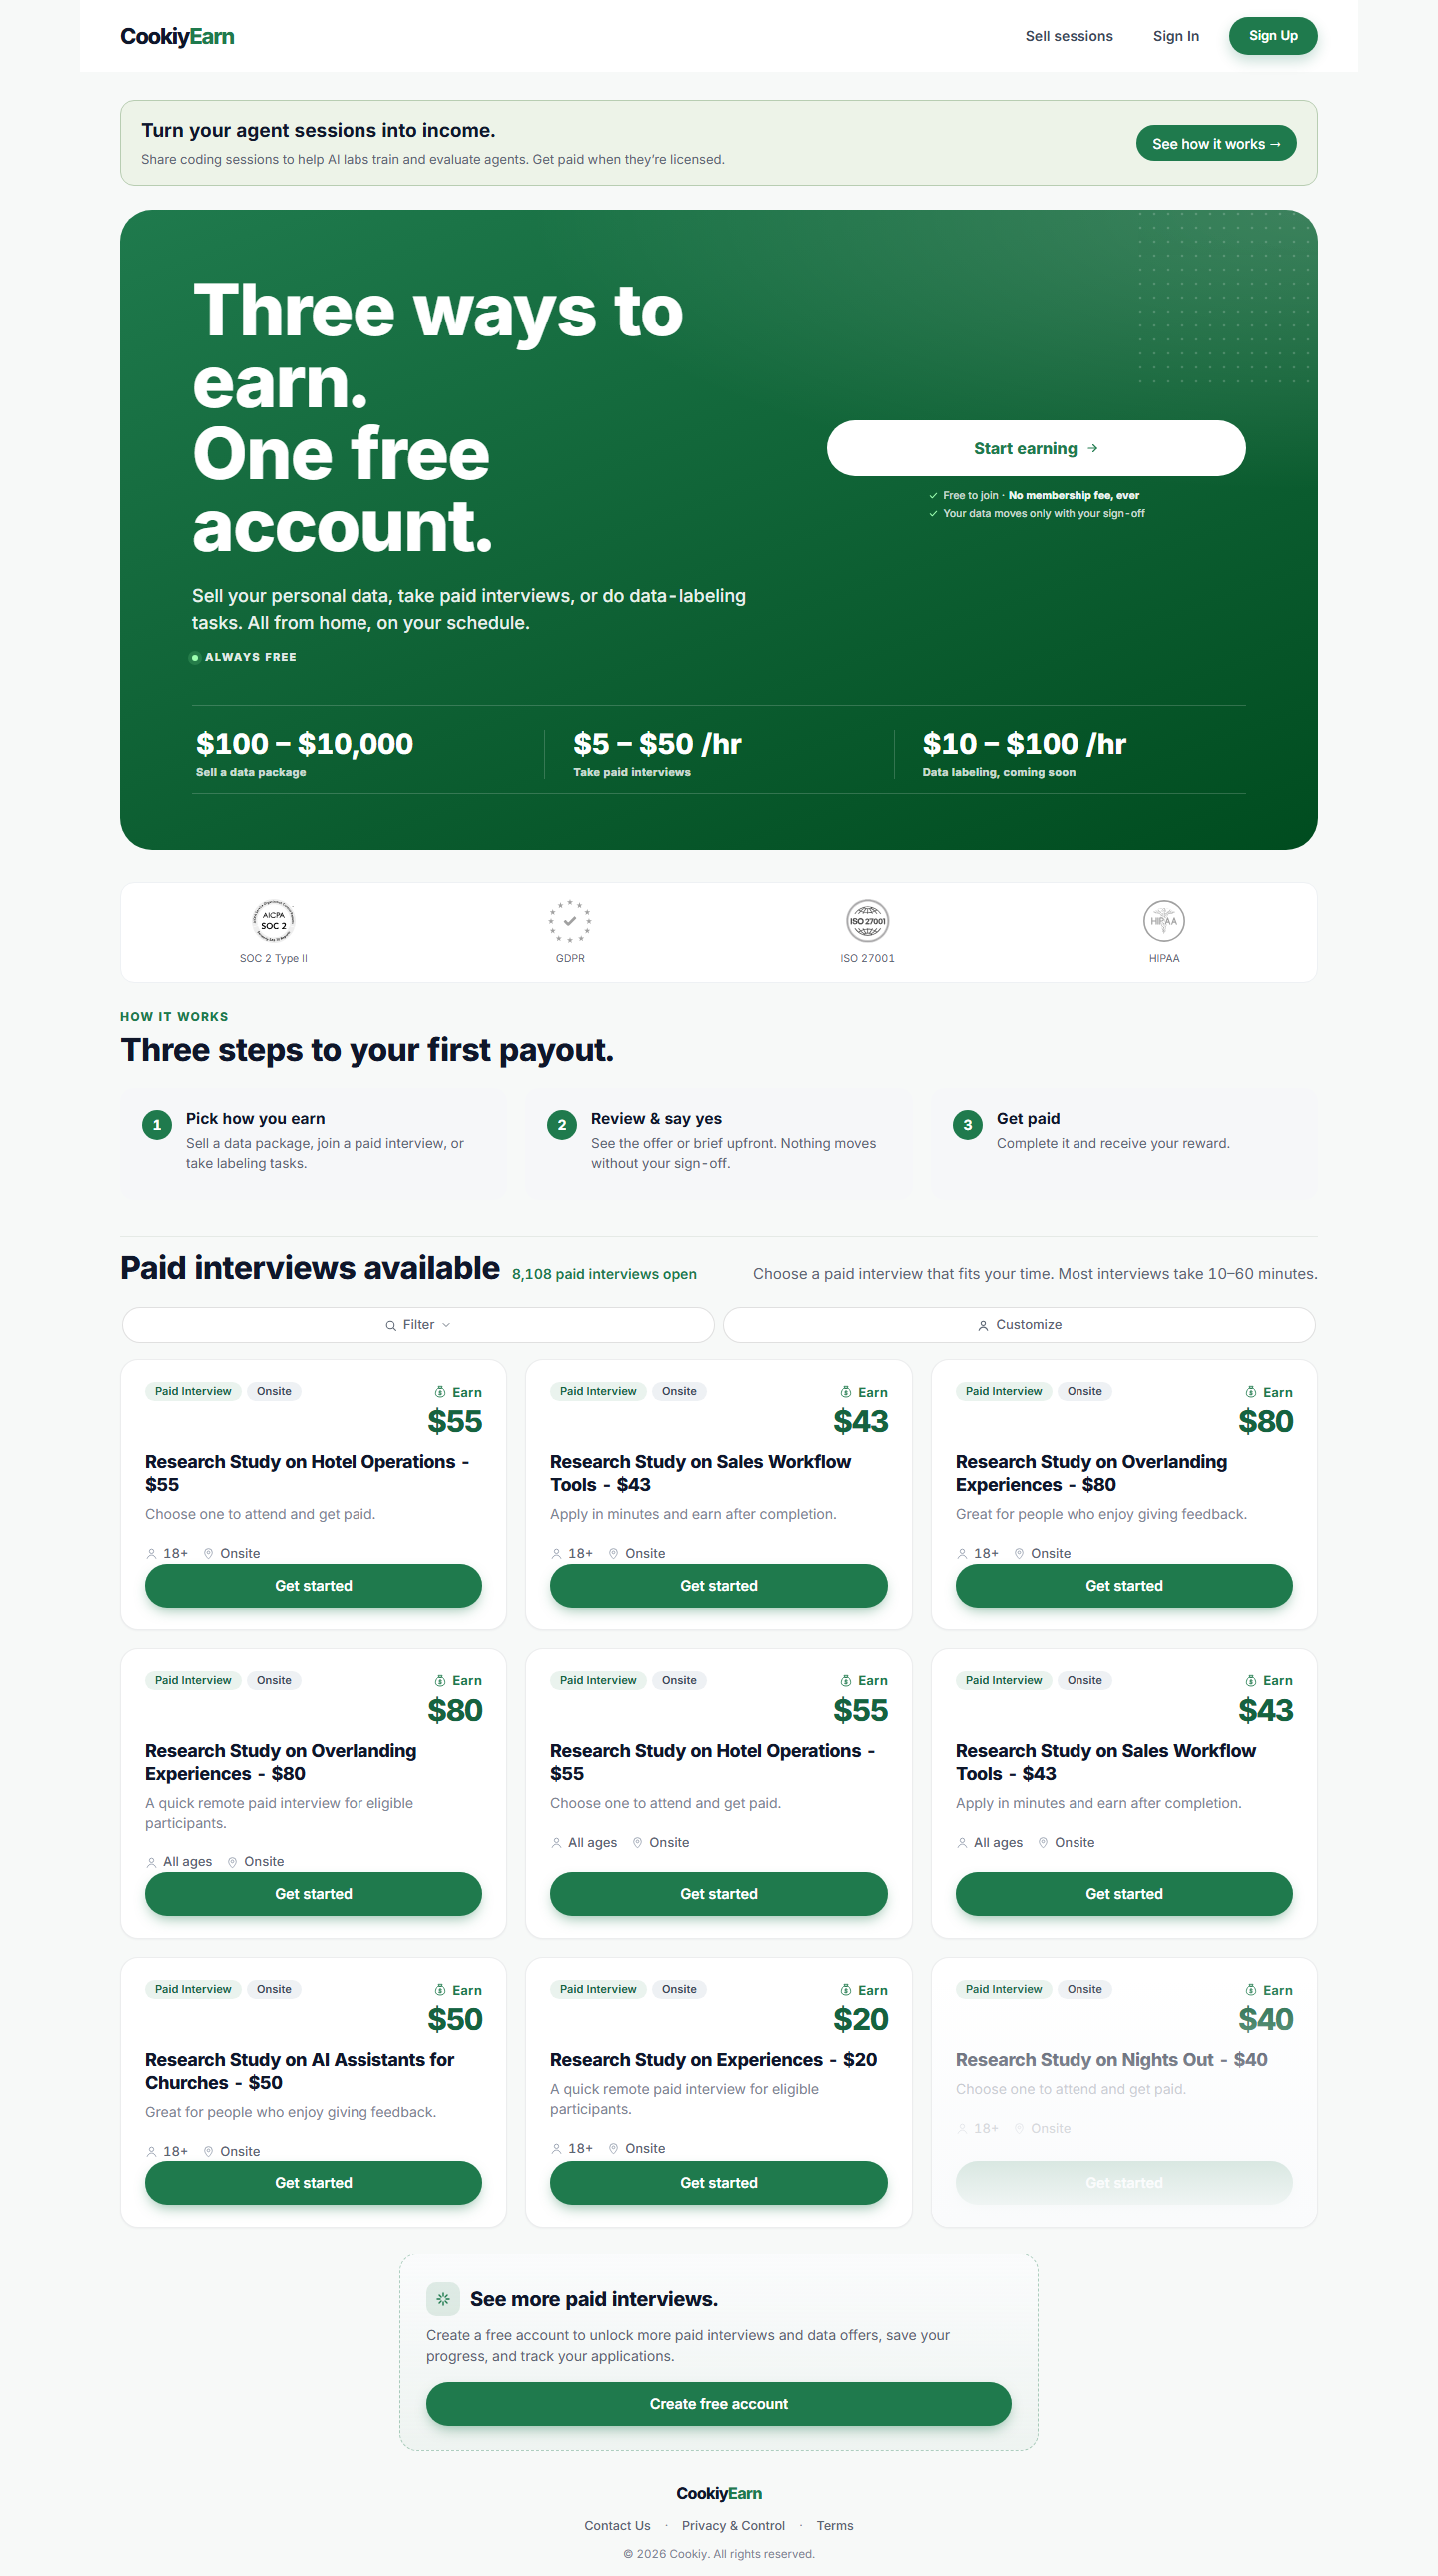 CookiyEarn
Sell sessions
Sign In
Sign Up
Turn your agent sessions into income.
Share coding sessions to help AI labs train and evaluate agents. Get paid when they're licensed.
See how it works →
Three ways to
earn.
One free
account.
Sell your personal data, take paid interviews, or do data-labeling
tasks. All from home, on your schedule.
ALWAYS FREE
Start earning →
✓ Free to join · No membership fee, ever
✓ Your data moves only with your sign-off
$100 – $10,000
Sell a data package
$5 – $50 /hr
Take paid interviews
$10 – $100 /hr
Data labeling, coming soon
AICPA
SOC 2
SOC 2 Type II
GDPR
ISO 27001
ISO 27001
HIPAA
HIPAA
HOW IT WORKS
Three steps to your first payout.
1
Pick how you earn
Sell a data package, join a paid interview, or
take labeling tasks.
2
Review & say yes
See the offer or brief upfront. Nothing moves
without your sign-off.
3
Get paid
Complete it and receive your reward.
Paid interviews available
8,108 paid interviews open
Choose a paid interview that fits your time. Most interviews take 10–60 minutes.
Filter
Customize
Paid Interview Onsite
Earn
$55
Research Study on Hotel Operations -
$55
Choose one to attend and get paid.
18+ Onsite
Get started
Paid Interview Onsite
Earn
$43
Research Study on Sales Workflow
Tools - $43
Apply in minutes and earn after completion.
18+ Onsite
Get started
Paid Interview Onsite
Earn
$80
Research Study on Overlanding
Experiences - $80
Great for people who enjoy giving feedback.
18+ Onsite
Get started
Paid Interview Onsite
Earn
$80
Research Study on Overlanding
Experiences - $80
A quick remote paid interview for eligible
participants.
All ages Onsite
Get started
Paid Interview Onsite
Earn
$55
Research Study on Hotel Operations -
$55
Choose one to attend and get paid.
All ages Onsite
Get started
Paid Interview Onsite
Earn
$43
Research Study on Sales Workflow
Tools - $43
Apply in minutes and earn after completion.
All ages Onsite
Get started
Paid Interview Onsite
Earn
$50
Research Study on AI Assistants for
Churches - $50
Great for people who enjoy giving feedback.
18+ Onsite
Get started
Paid Interview Onsite
Earn
$20
Research Study on Experiences - $20
A quick remote paid interview for eligible
participants.
18+ Onsite
Get started
Paid Interview Onsite
Earn
$40
Research Study on Nights Out - $40
Choose one to attend and get paid.
18+ Onsite
Get started
See more paid interviews.
Create a free account to unlock more paid interviews and data offers, save your
progress, and track your applications.
Create free account
CookiyEarn
Contact Us · Privacy & Control · Terms
© 2026 Cookiy. All rights reserved.